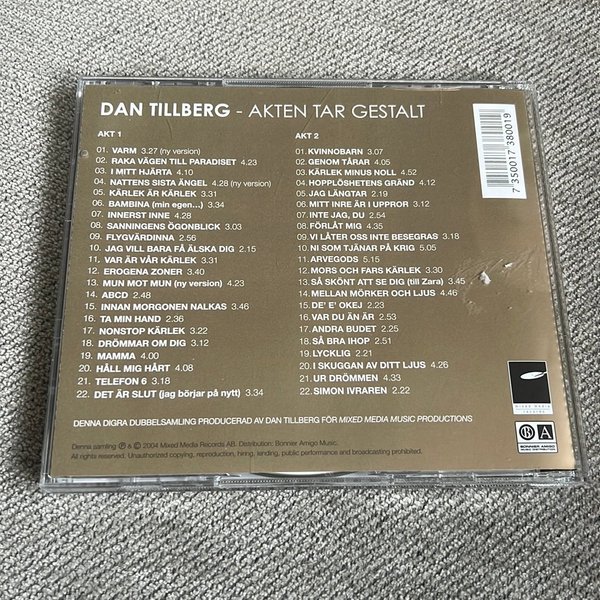 DAN TILLBERG - AKTEN TAR GESTALT
AKT 1
01. VARM 3.27 (ny version)
02. RAKA VÄGEN TILL PARADISET 4.23
03. I MITT HJÄRTA 4.10
04. NATTENS SISTA ÄNGEL 4.28 (ny version)
05. KÄRLEK ÄR KÄRLEK 3.31
06. BAMBINA (min egen...) 3.34
07. INNERST INNE 4.28
08. SANNINGENS ÖGONBLICK 3.03
09. FLYGVÄRDINNA 2.56
10. JAG VILL BARA FÅ ÄLSKA DIG 2.15
11. VAR ÄR VÅR KÄRLEK 3.31
12. EROGENA ZONER 3.40
13. MUN MOT MUN (ny version) 4.23
14. ABCD 2.48
15. INNAN MORGONEN NALKAS 3.46
16. TA MIN HAND 2.36
17. NONSTOP KÄRLEK 3.22
18. DRÖMMAR OM DIG 3.12
19. MAMMA 4.00
20. HÅLL MIG HÅRT 4.08
21. TELEFON 6 3.18
22. DET ÄR SLUT (jag börjar på nytt) 3.34
AKT 2
01. KVINNOBARN 3.07
02. GENOM TÅRAR 4.05
03. KÄRLEK MINUS NOLL 4.52
04. HOPPLÖSHETENS GRÄND 4.12
05. JAG LÄNGTAR 2.19
06. MITT INRE ÄR I UPPROR 3.12
07. INTE JAG, DU 2.54
08. FÖRLÅT MIG 4.35
09. VI LÅTER OSS INTE BESEGRAS 3.18
10. NI SOM TJÄNAR PÅ KRIG 5.05
11. ARVEGODS 5.15
12. MORS OCH FARS KÄRLEK 4.30
13. SÅ SKÖNT ATT SE DIG (till Zara) 3.45
14. MELLAN MÖRKER OCH LJUS 4.46
15. DE' E' OKEJ 2.23
16. VAR DU ÄN ÄR 2.53
17. ANDRA BUDET 2.25
18. SÅ BRA IHOP 2.51
19. LYCKLIG 2.21
20. I SKUGGAN AV DITT LJUS 4.26
21. UR DRÖMMEN 4.33
22. SIMON IVRAREN 2.22
DENNA DIGRA DUBBELSAMLING PRODUCERAD AV DAN TILLBERG FÖR MIXED MEDIA MUSIC PRODUCTIONS
Denna samling ℗ & © 2004 Mixed Media Records AB. Distribution: Bonnier Amigo Music.
All rights reserved. Unauthorized copying, reproduction, hiring, lending, public performance and broadcasting prohibited.
7 350017 380019
MIXED MEDIA
RECORDS
B A
BONNIER AMIGO
MUSIC DISTRIBUTION